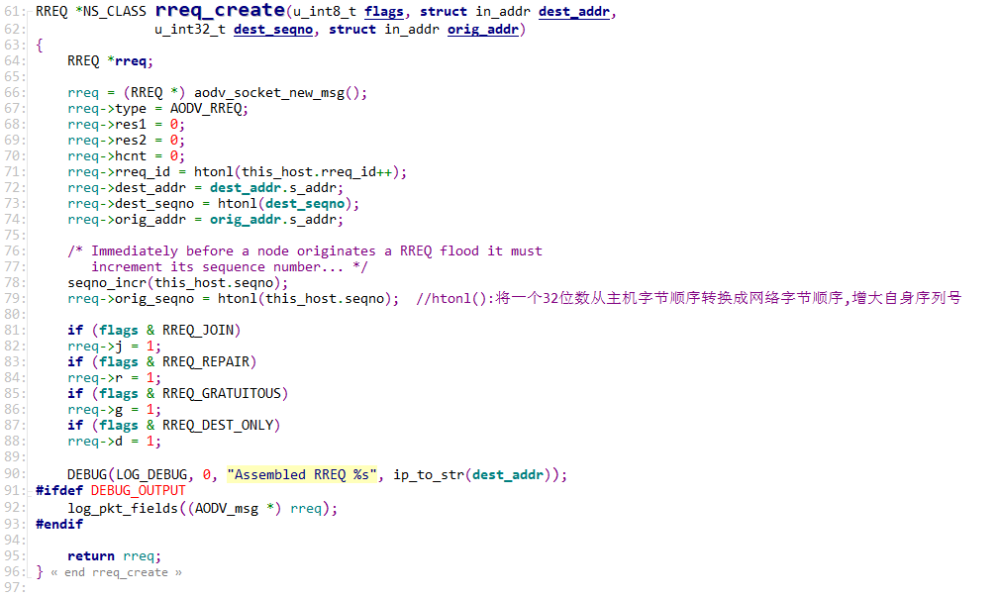 61: RREQ *NS_CLASS rreq_create(u_int8_t flags, struct in_addr dest_addr,
62:                u_int32_t dest_seqno, struct in_addr orig_addr)
63: {
64:     RREQ *rreq;
65:
66:     rreq = (RREQ *) aodv_socket_new_msg();
67:     rreq->type = AODV_RREQ;
68:     rreq->res1 = 0;
69:     rreq->res2 = 0;
70:     rreq->hcnt = 0;
71:     rreq->rreq_id = htonl(this_host.rreq_id++);
72:     rreq->dest_addr = dest_addr.s_addr;
73:     rreq->dest_seqno = htonl(dest_seqno);
74:     rreq->orig_addr = orig_addr.s_addr;
75:
76:     /* Immediately before a node originates a RREQ flood it must
77:        increment its sequence number... */
78:     seqno_incr(this_host.seqno);
79:     rreq->orig_seqno = htonl(this_host.seqno);  //htonl():将一个32位数从主机字节顺序转换成网络字节顺序,增大自身序列号
80:
81:     if (flags & RREQ_JOIN)
82:     rreq->j = 1;
83:     if (flags & RREQ_REPAIR)
84:     rreq->r = 1;
85:     if (flags & RREQ_GRATUITOUS)
86:     rreq->g = 1;
87:     if (flags & RREQ_DEST_ONLY)
88:     rreq->d = 1;
89:
90:     DEBUG(LOG_DEBUG, 0, "Assembled RREQ %s", ip_to_str(dest_addr));
91: #ifdef DEBUG_OUTPUT
92:     log_pkt_fields((AODV_msg *) rreq);
93: #endif
94:
95:     return rreq;
96: } « end rreq_create »
97: